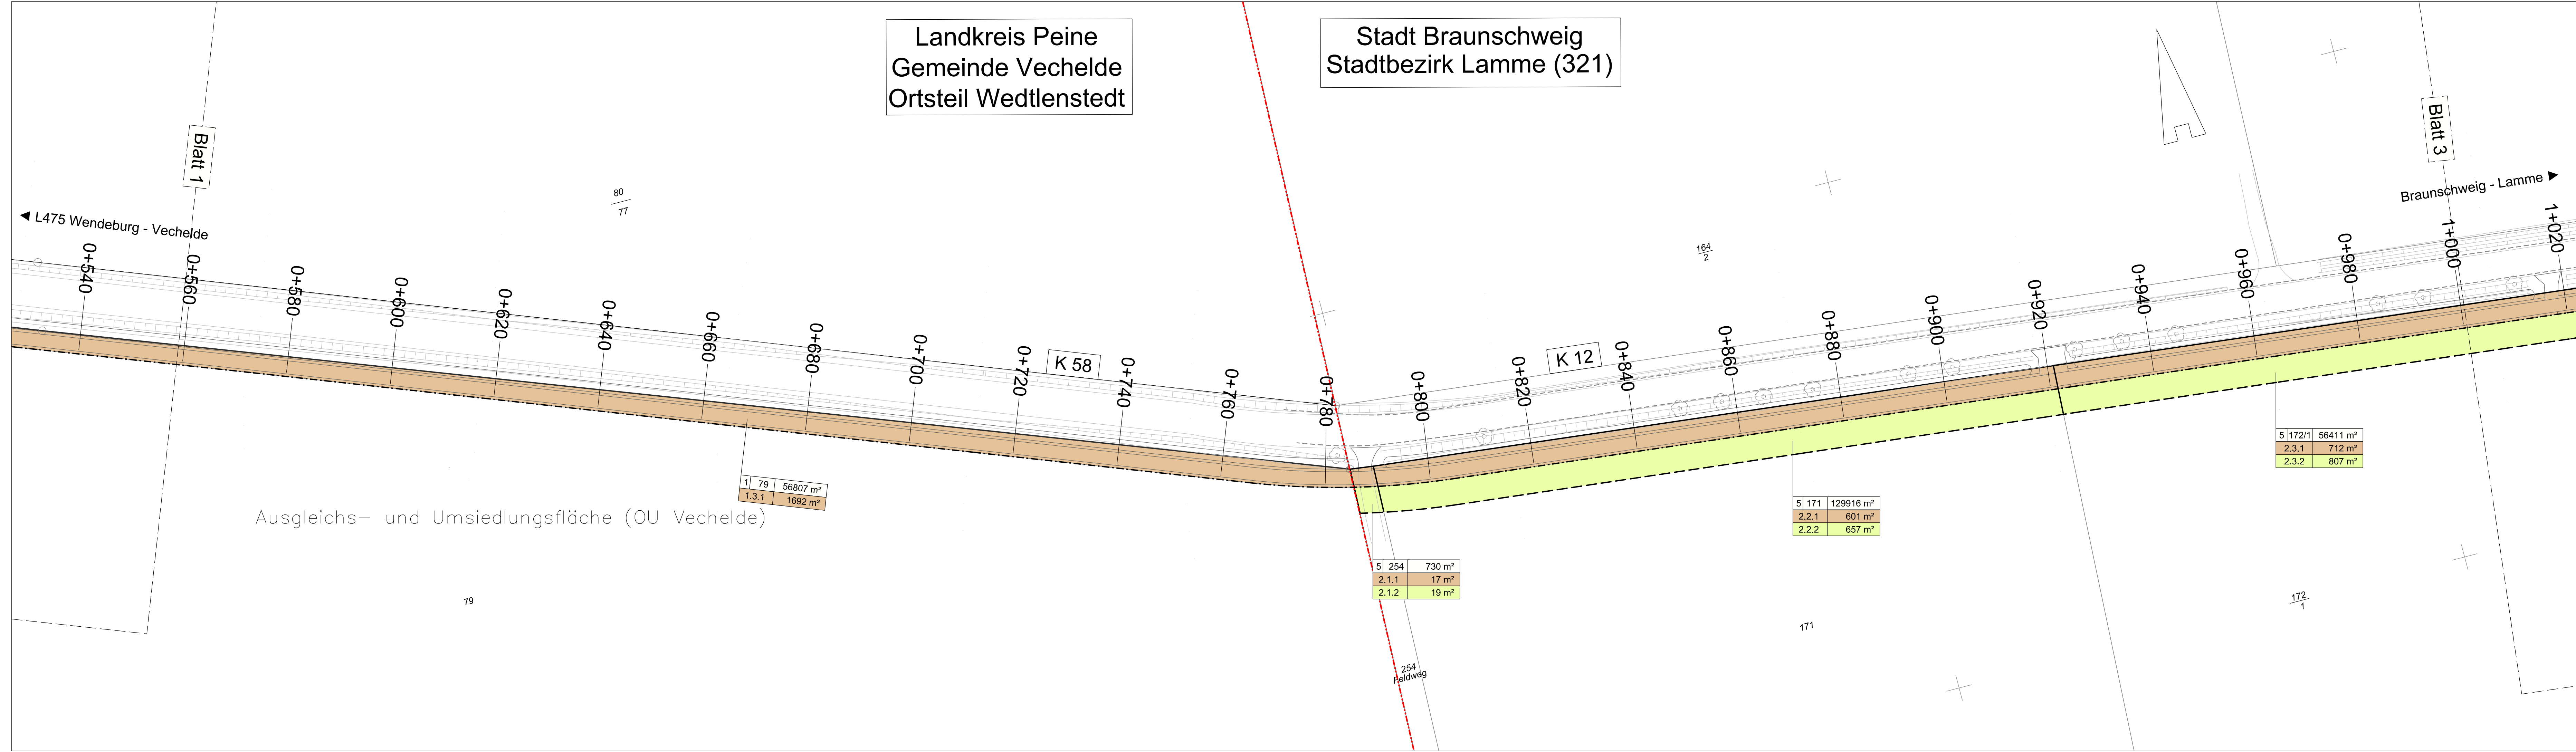 Landkreis Peine
Gemeinde Vechelde
Ortsteil Wedtlenstedt
Stadt Braunschweig
Stadtbezirk Lamme (321)
Blatt 1
Blatt 3
◄ L475 Wendeburg - Vechelde
Braunschweig - Lamme ►
80
77
164
2
0+540
0+560
0+580
0+600
0+620
0+640
0+660
0+680
0+700
0+720
0+740
0+760
0+780
0+800
0+820
0+840
0+860
0+880
0+900
0+920
0+940
0+960
0+980
1+000
1+020
K 58
K 12
1 79 56807 m²
1.3.1 1692 m²
Ausgleichs- und Umsiedlungsfläche (OU Vechelde)
79
5 254 730 m²
2.1.1 17 m²
2.1.2 19 m²
5 171 129916 m²
2.2.1 601 m²
2.2.2 657 m²
5 172/1 56411 m²
2.3.1 712 m²
2.3.2 807 m²
254
Feldweg
171
172
1